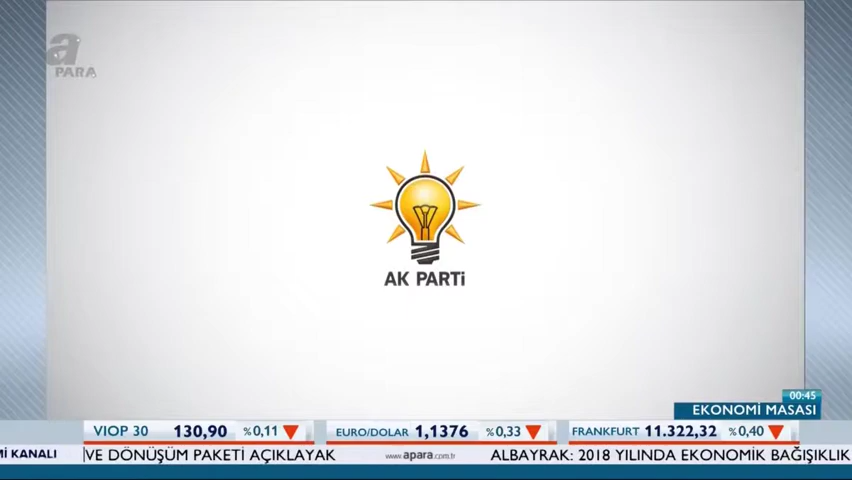 a
PARA
AK PARTİ
00:45
EKONOMİ MASASI
VIOP 30 130,90 %0,11 EURO/DOLAR 1,1376 %0,33 FRANKFURT 11.322,32 %0,40
Mİ KANALI VE DÖNÜŞÜM PAKETİ AÇIKLAYAK www.apara.com.tr ALBAYRAK: 2018 YILINDA EKONOMİK BAĞIŞIKLIK